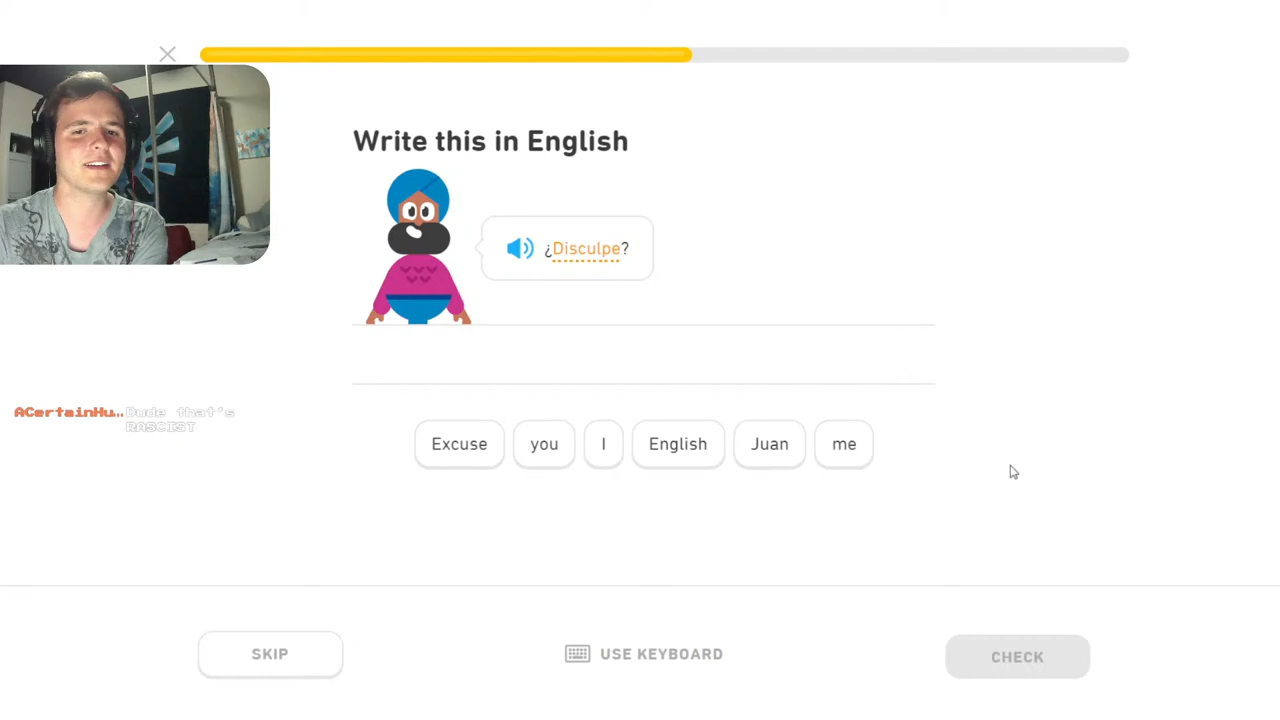 Write this in English
¿Disculpe?
ACertainHu… Dude that's
RASCIST
Excuse you I English Juan me
SKIP
USE KEYBOARD
CHECK